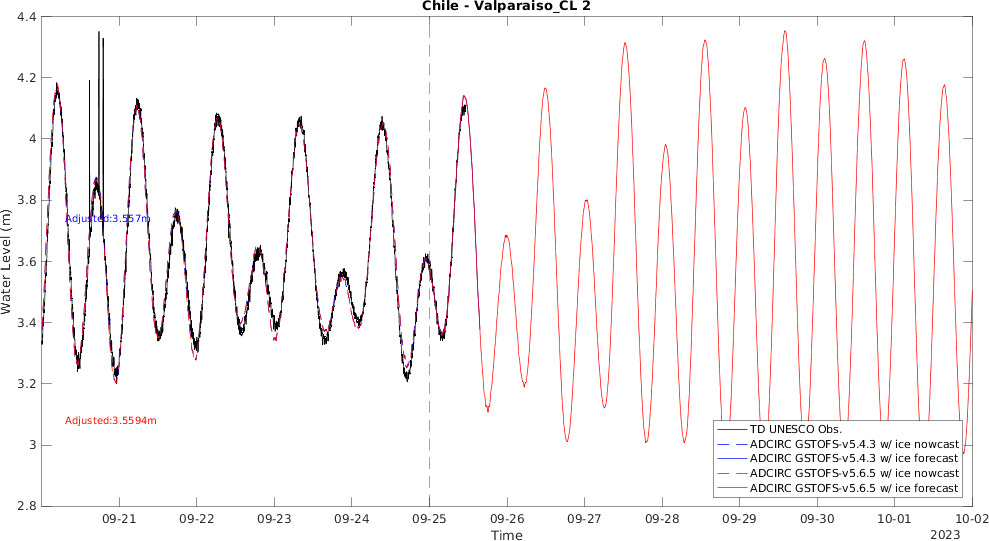 Chile - Valparaiso_CL 2
4.4
4.2
4
3.8
3.6
3.4
3.2
3
2.8
Water Level (m)
Adjusted:3.557m
Adjusted:3.5594m
TD UNESCO Obs.
ADCIRC GSTOFS-v5.4.3 w/ ice nowcast
ADCIRC GSTOFS-v5.4.3 w/ ice forecast
ADCIRC GSTOFS-v5.6.5 w/ ice nowcast
ADCIRC GSTOFS-v5.6.5 w/ ice forecast
09-21 09-22 09-23 09-24 09-25 09-26 09-27 09-28 09-29 09-30 10-01 10-02
Time
2023